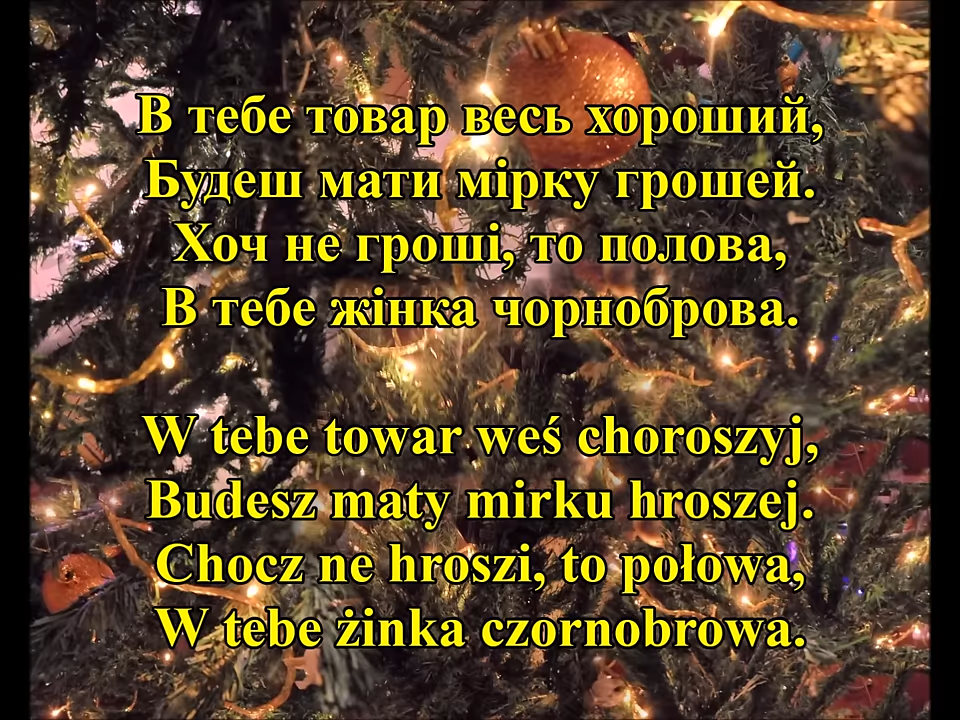 В тебе товар весь хороший,
Будеш мати мірку грошей.
Хоч не гроші, то полова,
В тебе жінка чорноброва.
W tebe towar weś choroszyj,
Budesz maty mirku hroszej.
Chocz ne hroszi, to połowa,
W tebe żinka czornobrowa.